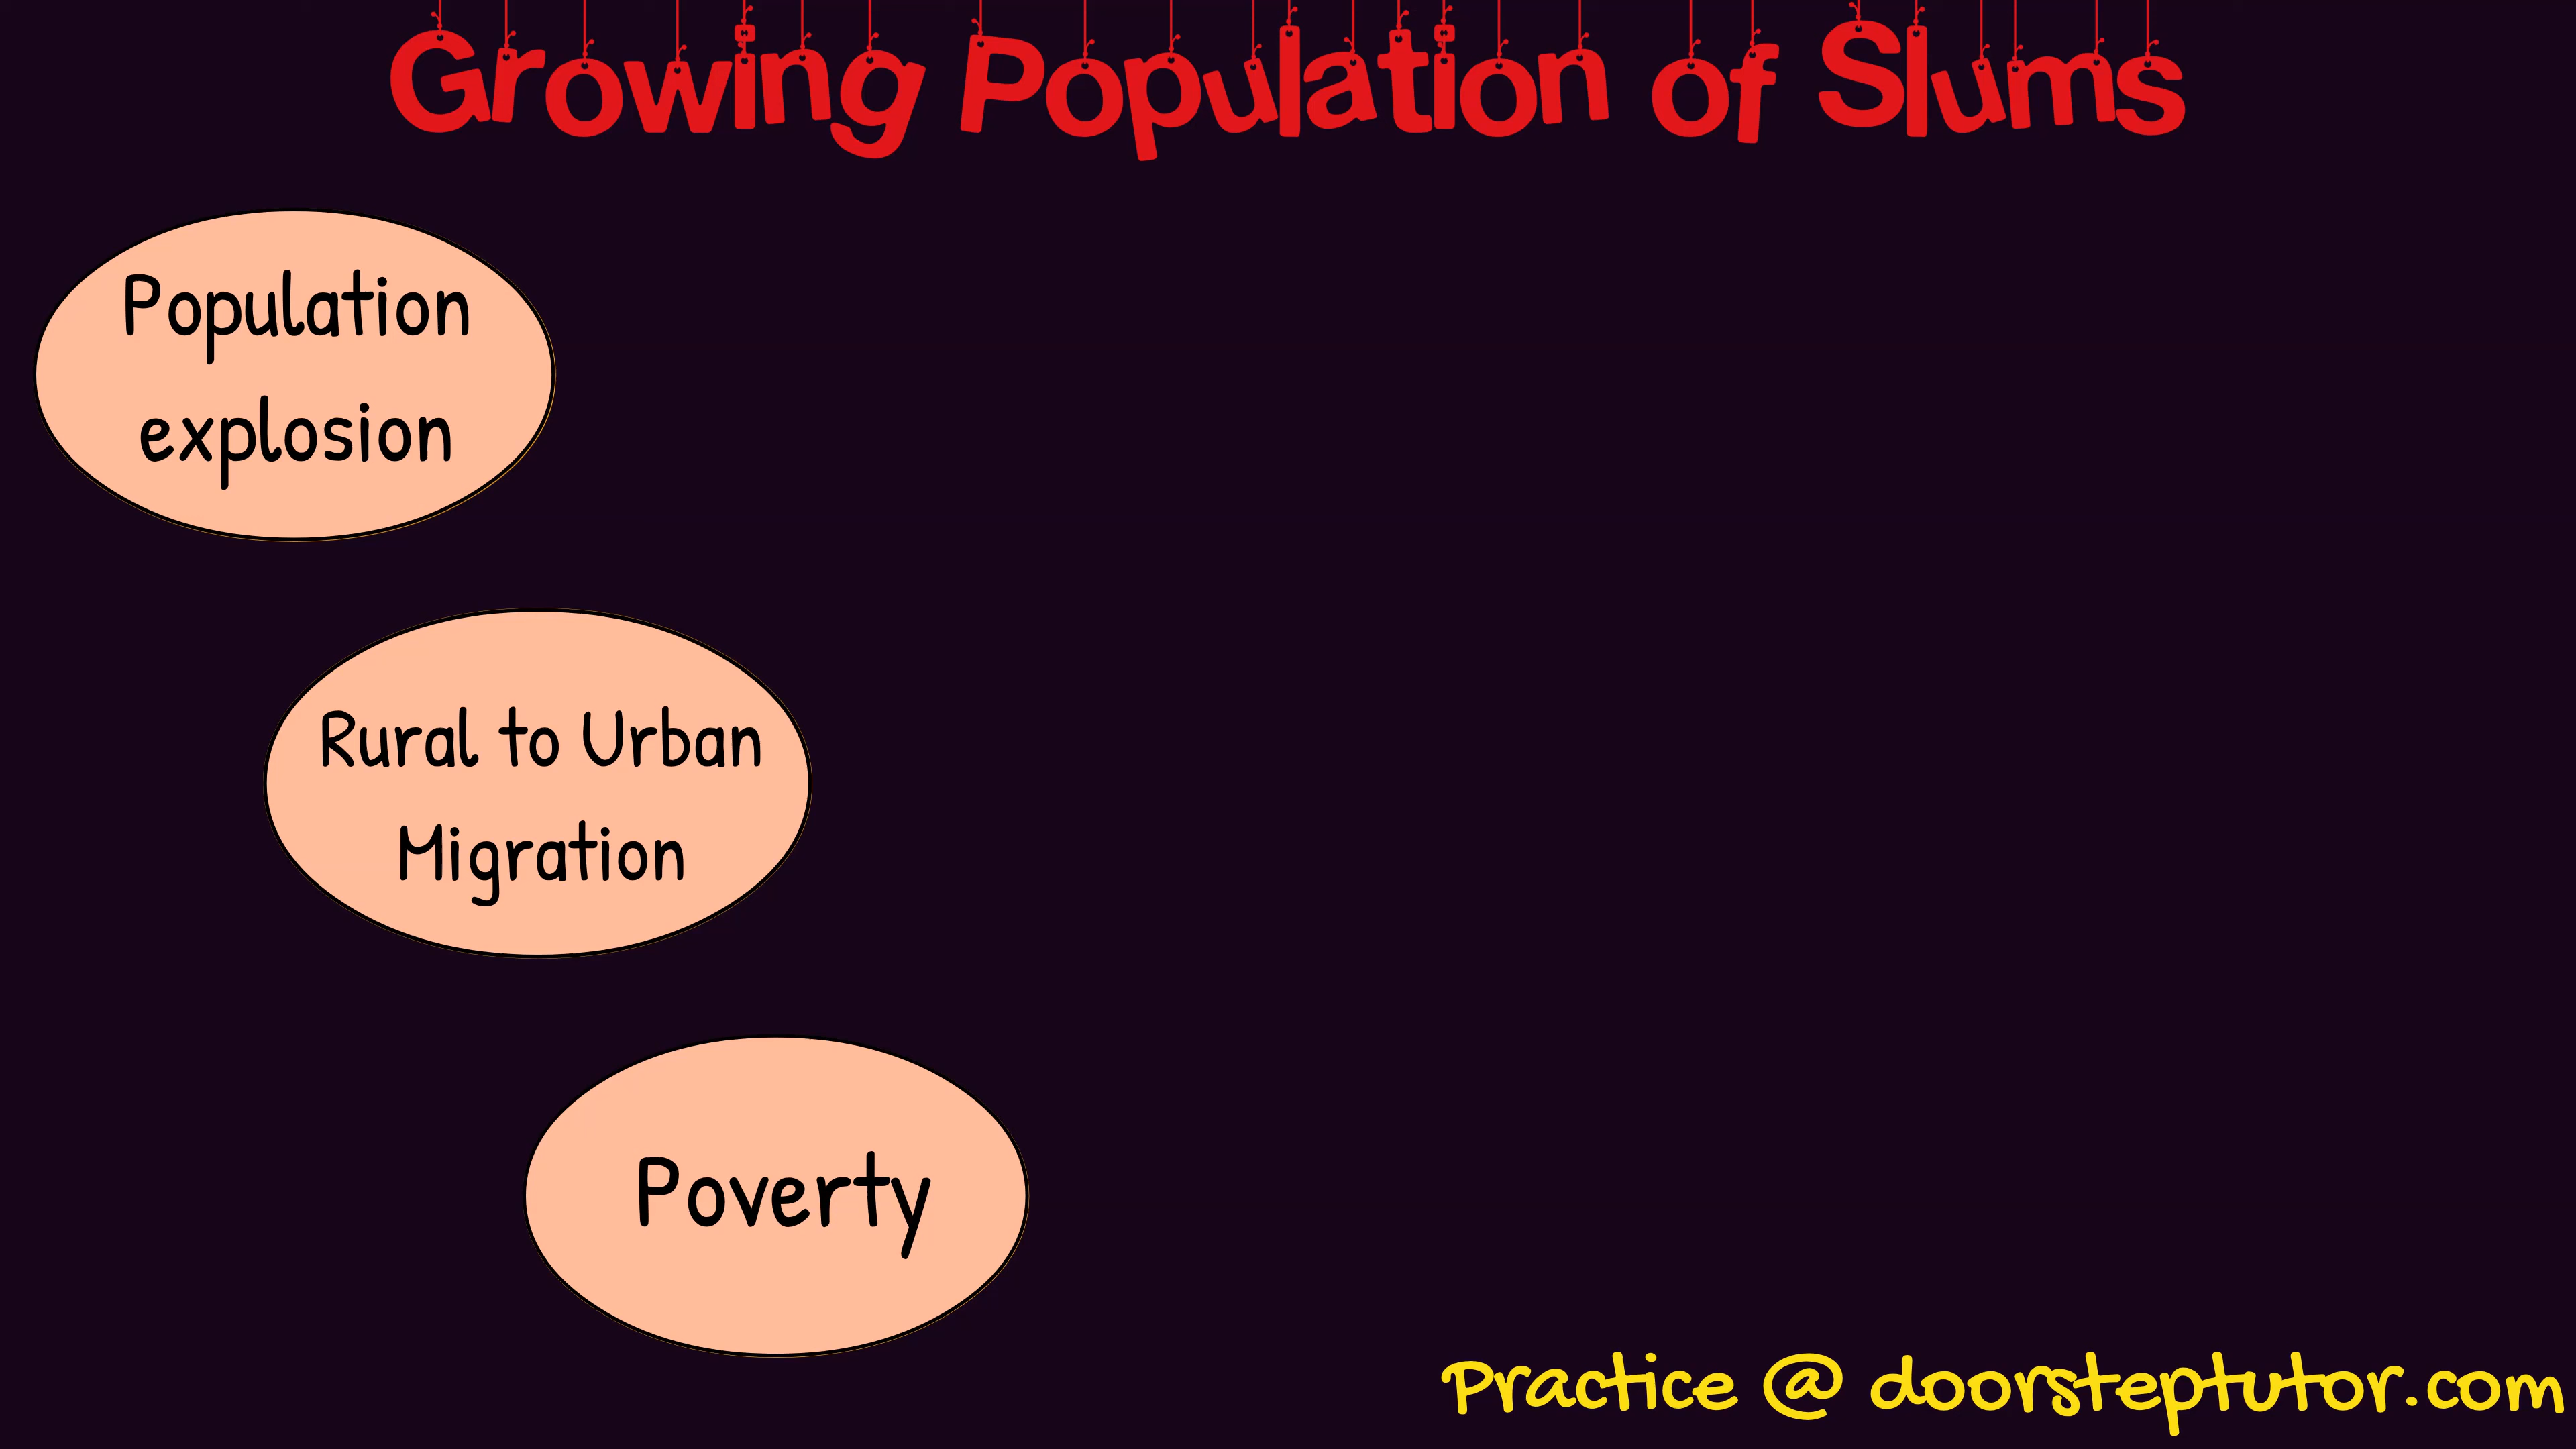 Growing Population of Slums
Population
explosion
Rural to Urban
Migration
Poverty
Practice @ doorsteptutor.com